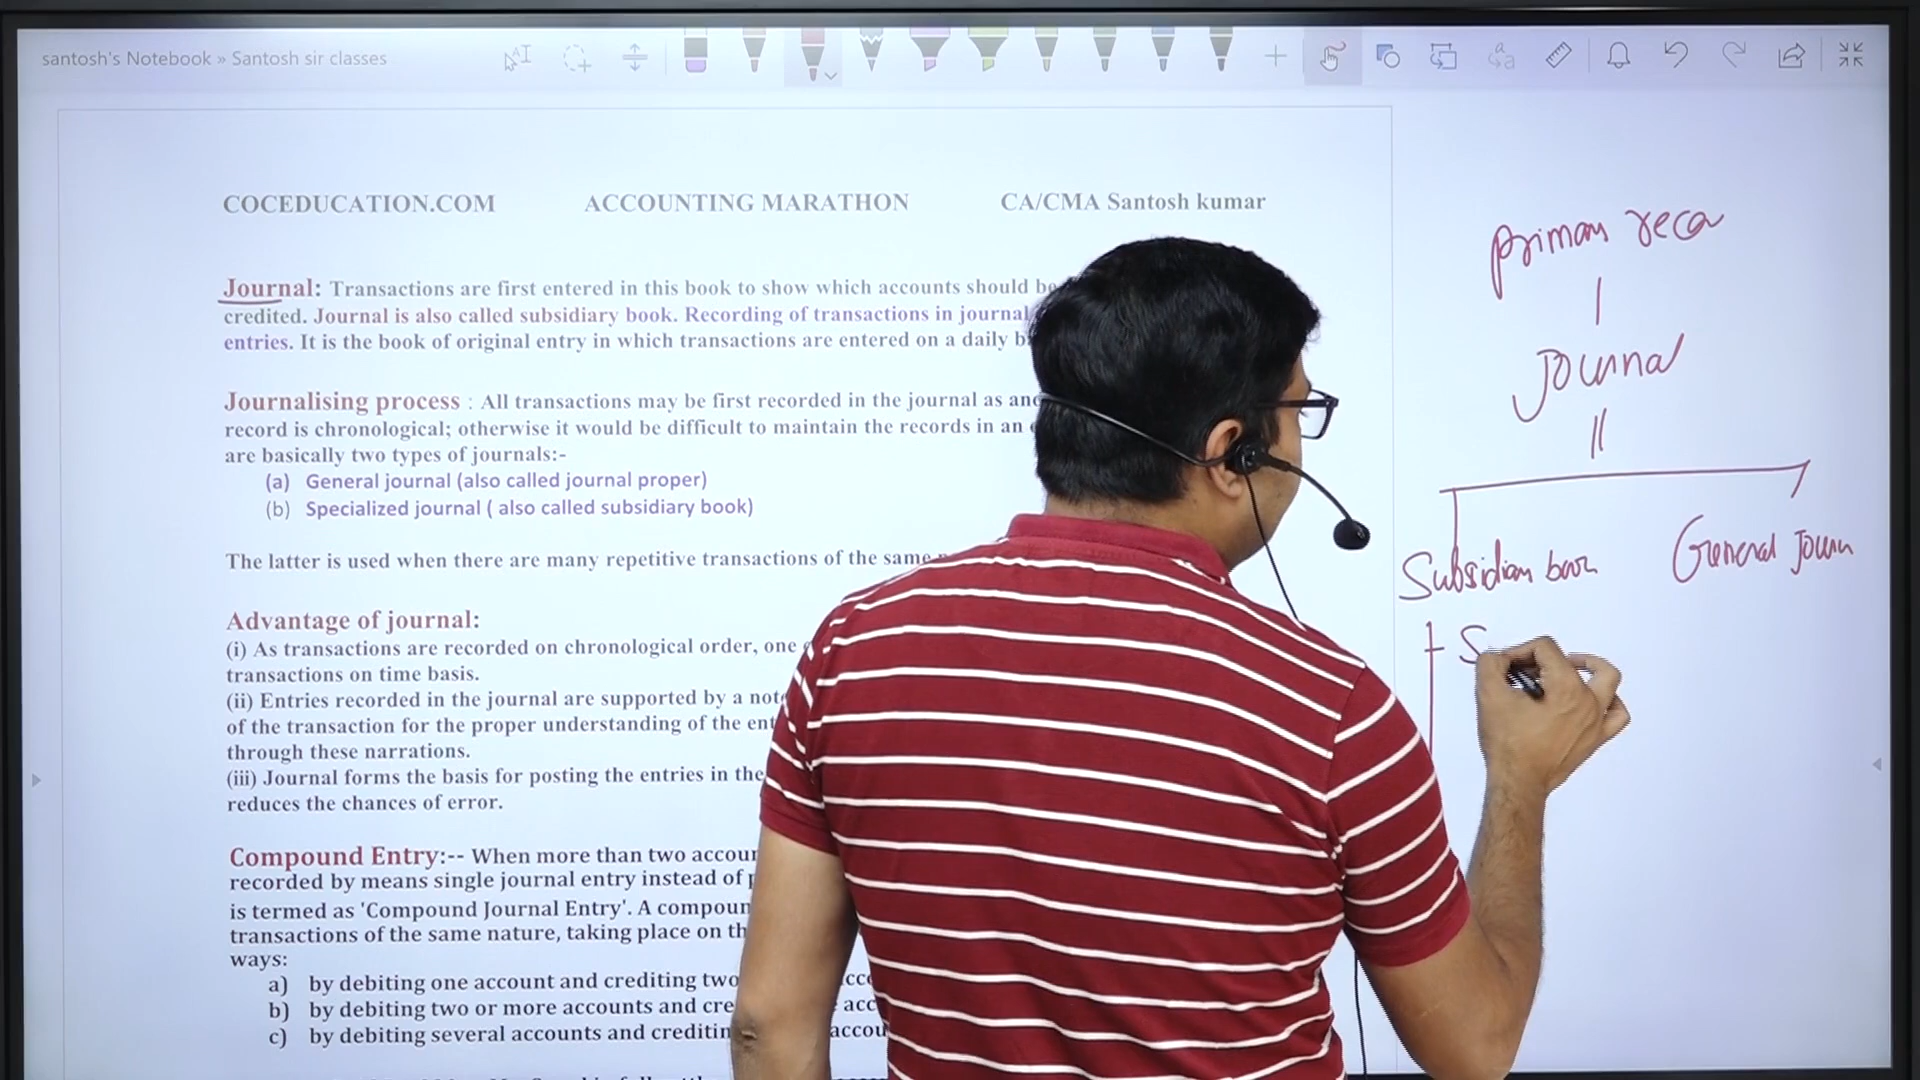 santosh's Notebook » Santosh sir classes
COCEDUCATION.COM ACCOUNTING MARATHON CA/CMA Santosh kumar
Journal: Transactions are first entered in this book to show which accounts should be
credited. Journal is also called subsidiary book. Recording of transactions in journal
entries. It is the book of original entry in which transactions are entered on a daily
Journalising process : All transactions may be first recorded in the journal as and
record is chronological; otherwise it would be difficult to maintain the records in an
are basically two types of journals:-
(a) General journal (also called journal proper)
(b) Specialized journal ( also called subsidiary book)
The latter is used when there are many repetitive transactions of the same
Advantage of journal:
(i) As transactions are recorded on chronological order, one
transactions on time basis.
(ii) Entries recorded in the journal are supported by a
of the transaction for the proper understanding of the
through these narrations.
(iii) Journal forms the basis for posting the entries in the
reduces the chances of error.
Compound Entry:-- When more than two
recorded by means single journal entry instead of
is termed as 'Compound Journal Entry'. A
transactions of the same nature, taking place on
ways:
a) by debiting one account and crediting two
b) by debiting two or more accounts and
c) by debiting several accounts and
Journal
General Journ
S